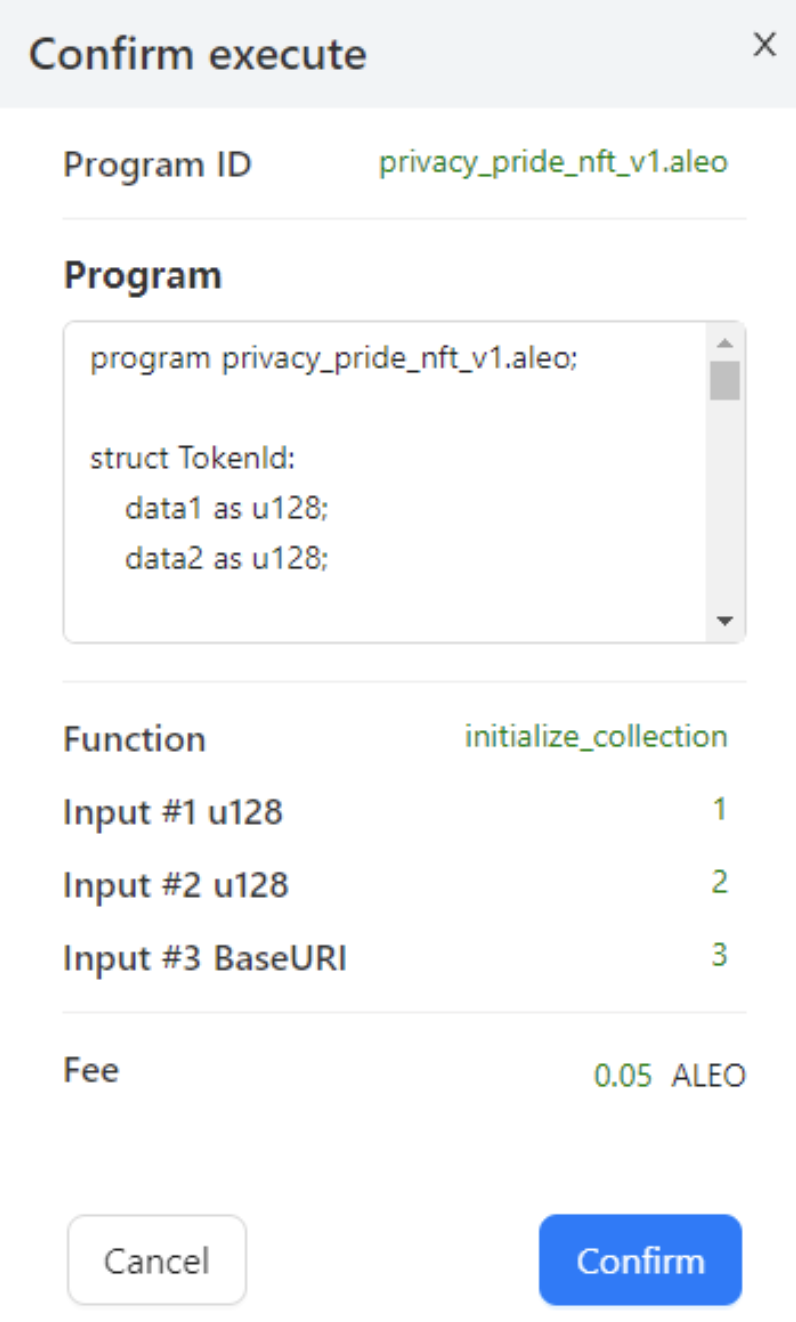 Confirm execute
Program ID privacy_pride_nft_v1.aleo
Program
program privacy_pride_nft_v1.aleo;
struct TokenId:
data1 as u128;
data2 as u128;
Function initialize_collection
Input #1 u128 1
Input #2 u128 2
Input #3 BaseURI 3
Fee 0.05 ALEO
Cancel Confirm